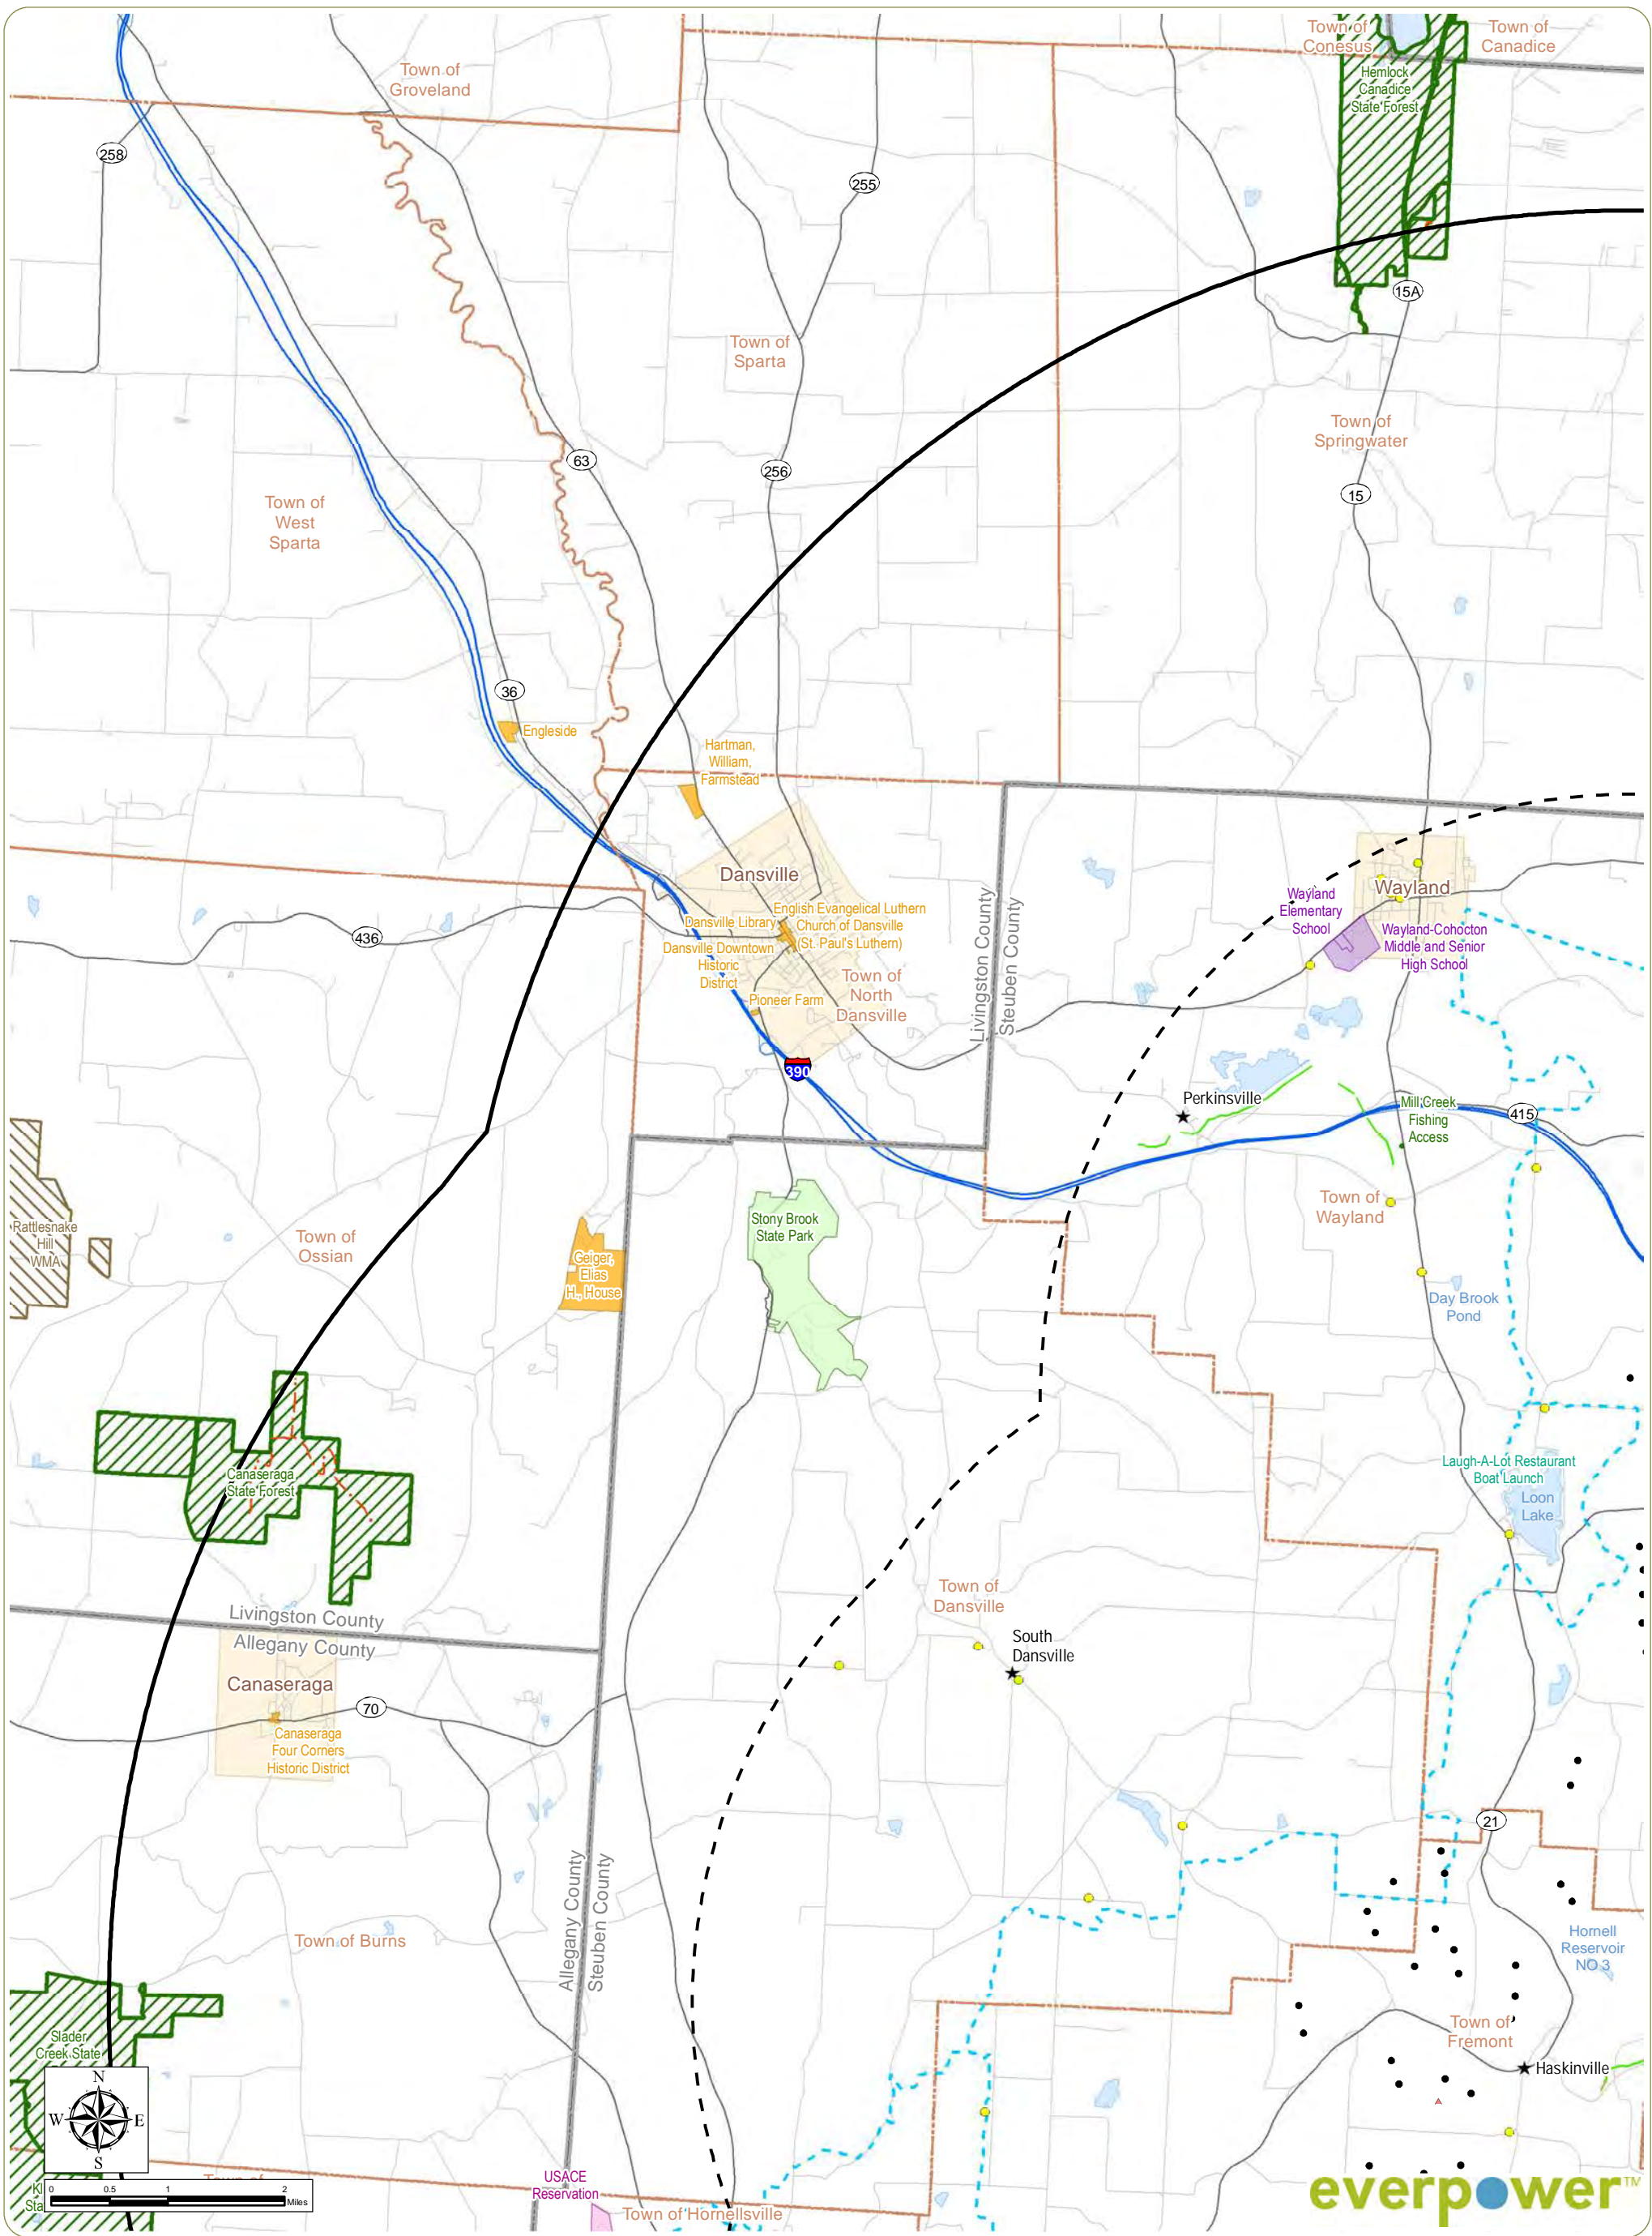 Town of
Conesus
Town of
Canadice
Town of
Groveland
Hemlock
Canadice
State Forest
258
255
15A
Town of
Sparta
Town of
Springwater
63
256
15
Town of
West
Sparta
36
Engleside
Hartman,
William,
Farmstead
Dansville
Wayland
Wayland
Elementary
School
Wayland-Cohocton
Middle and Senior
High School
English Evangelical Luthern
Church of Dansville
(St. Paul's Luthern)
Dansville Library
Dansville Downtown
Historic
District
436
Town of
North
Dansville
Pioneer Farm
Livingston County
Steuben County
390
Perkinsville
Mill Creek
Fishing
Access
415
Rattlesnake
Hill
WMA
Town of
Ossian
Geiger,
Elias
H., House
Stony Brook
State Park
Town of
Wayland
Day Brook
Pond
Canaseraga
State Forest
Laugh-A-Lot Restaurant
Boat Launch
Loon
Lake
Town of
Dansville
Livingston County
Allegany County
South
Dansville
Canaseraga
70
Canaseraga
Four Corners
Historic District
21
Allegany County
Steuben County
Town of Burns
Hornell
Reservoir
NO 3
Town of
Fremont
Haskinville
Slader
Creek State
N
W
E
S
0 0.5 1 2
Miles
Town of
Kl
Sta
USACE
Reservation
Town of Hornellsville
everpower™